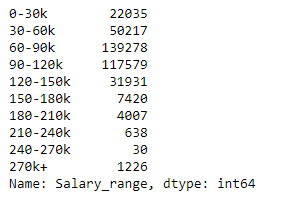 0-30k 22035
30-60k 50217
60-90k 139278
90-120k 117579
120-150k 31931
150-180k 7420
180-210k 4007
210-240k 638
240-270k 30
270k+ 1226
Name: Salary_range, dtype: int64